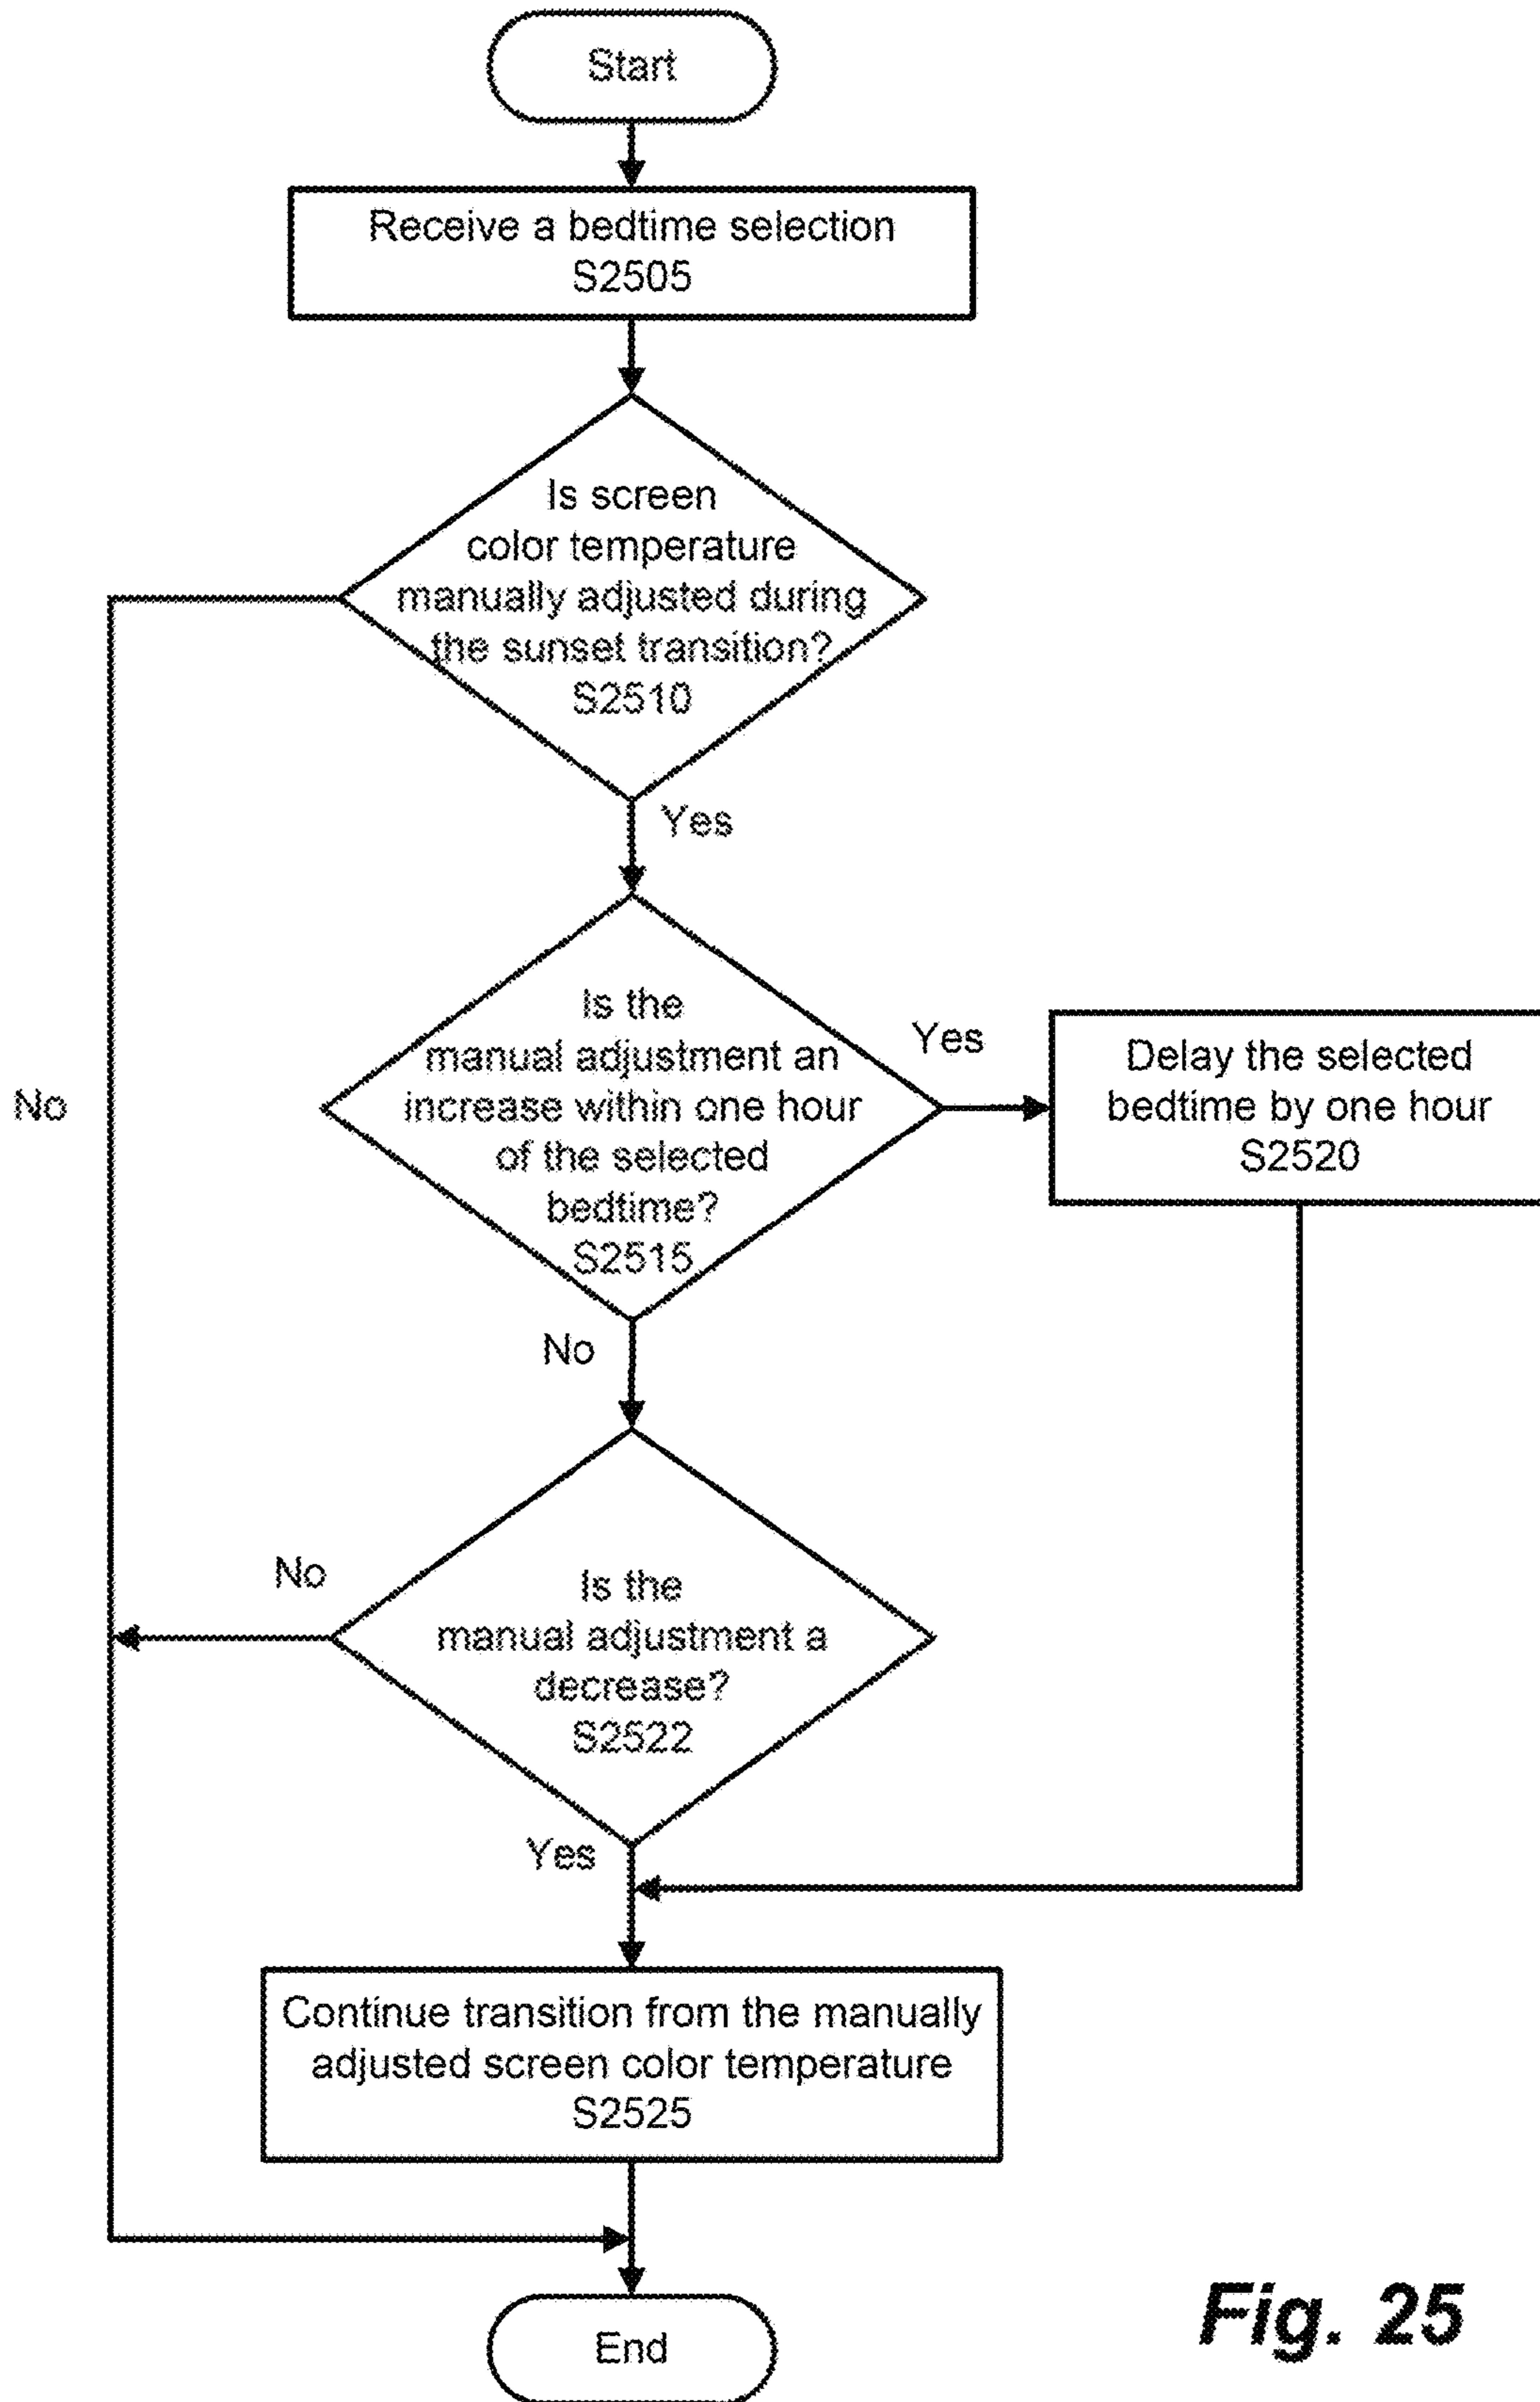 Start
Receive a bedtime selection
S2505
Is screen
color temperature
manually adjusted during
the sunset transition?
S2510
Yes
Is the
manual adjustment an
increase within one hour
of the selected
bedtime?
S2515
Yes
Delay the selected
bedtime by one hour
S2520
No
No
Is the
manual adjustment a
decrease?
S2522
No
Yes
Continue transition from the manually
adjusted screen color temperature
S2525
End
Fig. 25